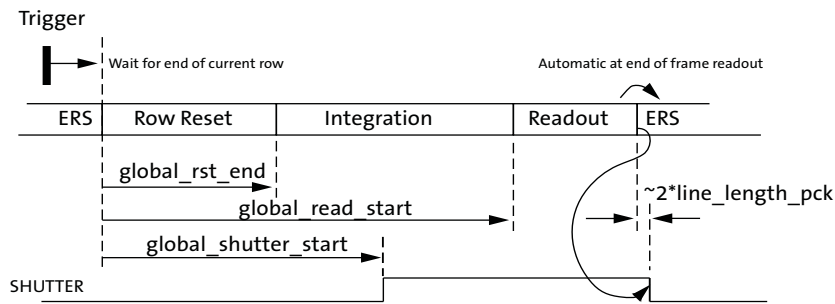 Trigger
Wait for end of current row
Automatic at end of frame readout
ERS Row Reset Integration Readout ERS
global_rst_end
~2*line_length_pck
global_read_start
global_shutter_start
SHUTTER